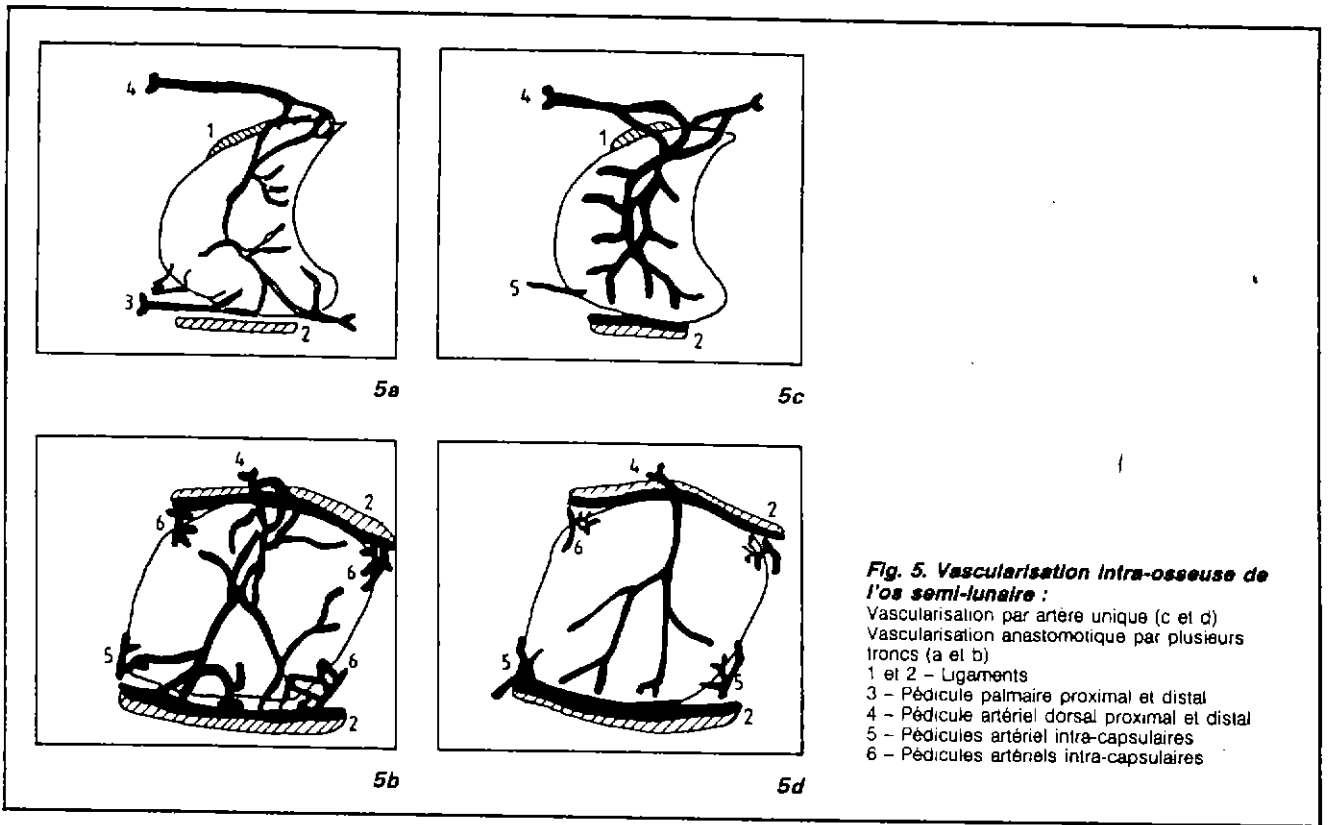 4
1
3
2
5a
4
1
5
2
5c
4
2
6
6
5
6
2
5b
4
2
6
5
5
2
5d
Fig. 5. Vascularisation intra-osseuse de
l'os semi-lunaire :
Vascularisation par artère unique (c et d)
Vascularisation anastomotique par plusieurs
troncs (a et b)
1 et 2 – Ligaments
3 – Pédicule palmaire proximal et distal
4 – Pédicule artériel dorsal proximal et distal
5 – Pédicules artériel intra-capsulaires
6 – Pédicules artériels intra-capsulaires